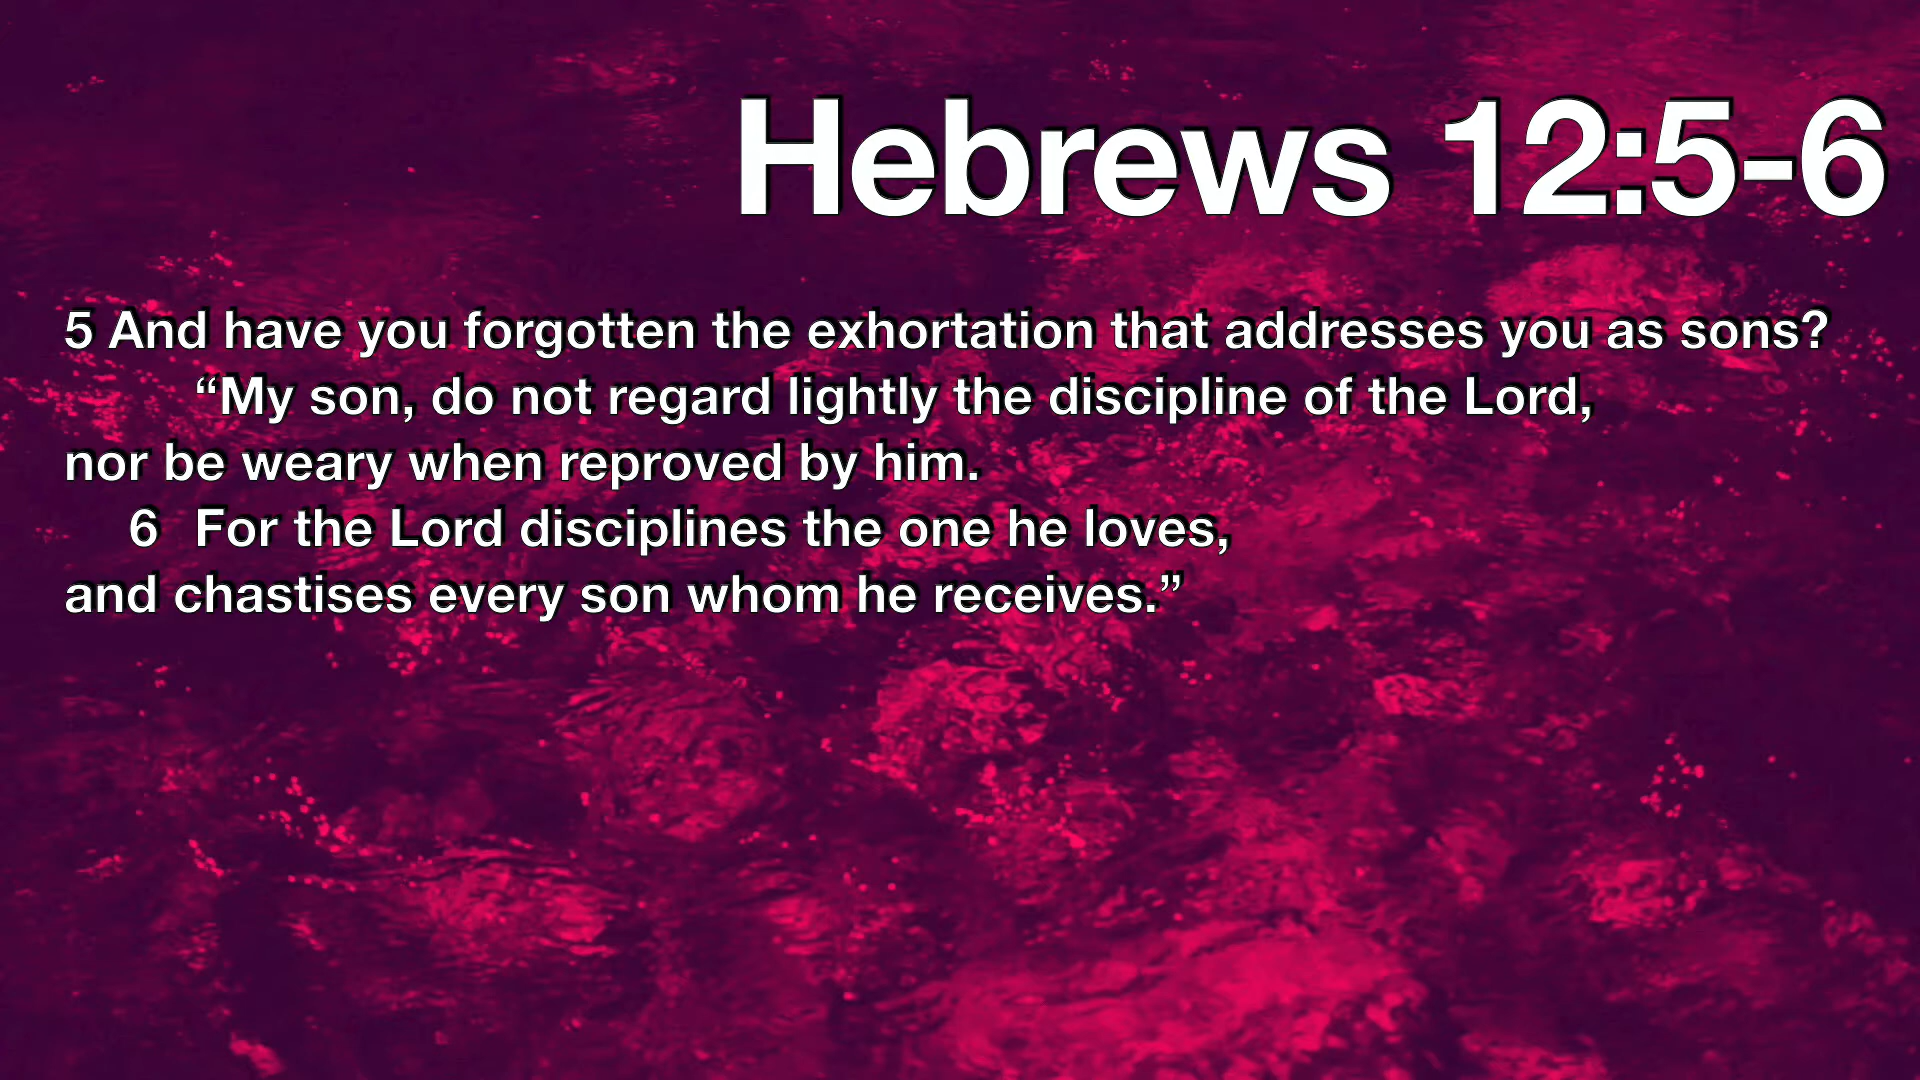 Hebrews 12:5-6
5 And have you forgotten the exhortation that addresses you as sons?
“My son, do not regard lightly the discipline of the Lord,
nor be weary when reproved by him.
6 For the Lord disciplines the one he loves,
and chastises every son whom he receives.”